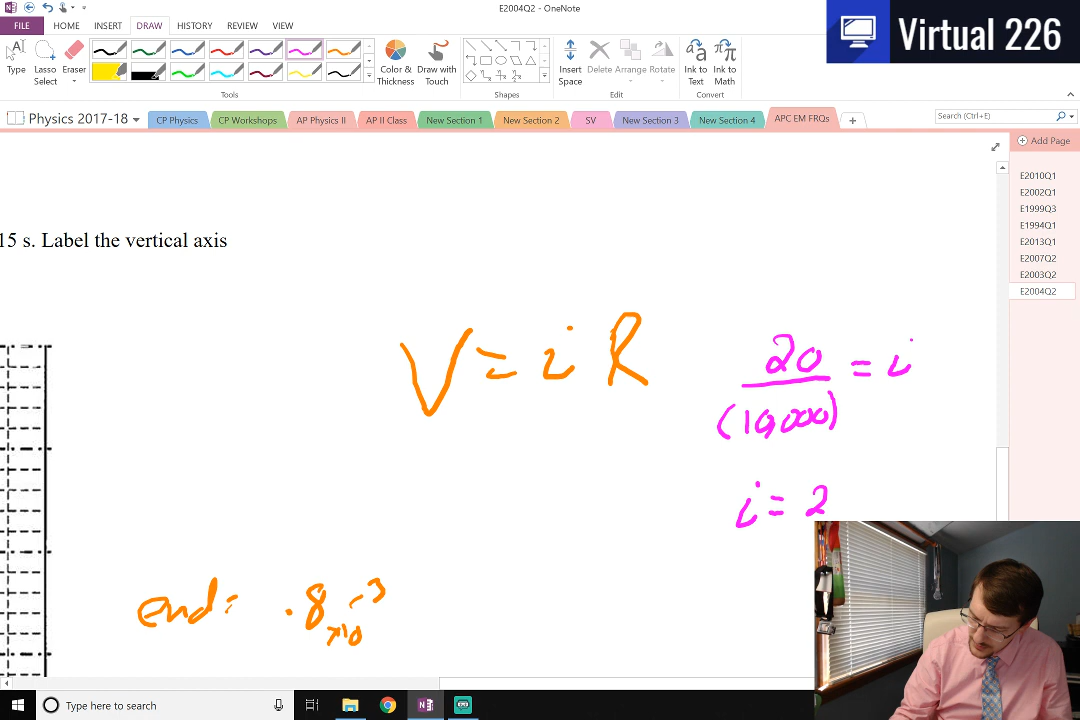 E2004Q2 - OneNote
Virtual 226
FILE HOME INSERT DRAW HISTORY REVIEW VIEW
Type
Lasso Select
Eraser
Color & Thickness
Draw with Touch
Insert Space
Delete
Arrange
Rotate
Ink to Text
Ink to Math
Tools
Shapes
Edit
Convert
Physics 2017-18
CP Physics
CP Workshops
AP Physics II
AP II Class
New Section 1
New Section 2
SV
New Section 3
New Section 4
APC EM FRQs
Search (Ctrl+E)
Add Page
E2010Q1
E2002Q1
E1999Q3
E1994Q1
E2013Q1
E2007Q2
E2003Q2
E2004Q2
15 s. Label the vertical axis
V = i R
20
(10,000)
= i
i = 2
end: .8 x10 -3
Type here to search